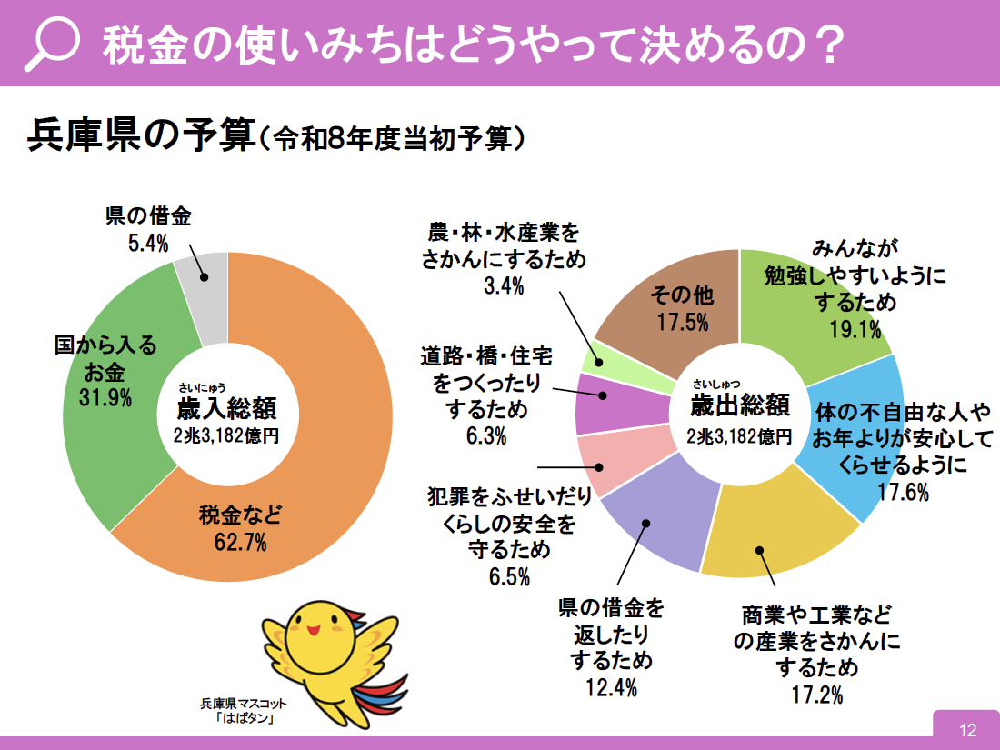 税金の使いみちはどうやって決めるの？
兵庫県の予算（令和8年度当初予算）
県の借金
5.4%
国から入る
お金
31.9%
さいにゅう
歳入総額
2兆3,182億円
税金など
62.7%
農・林・水産業を
さかんにするため
3.4%
その他
17.5%
みんなが
勉強しやすいように
するため
19.1%
道路・橋・住宅
をつくったり
するため
6.3%
さいしゅつ
歳出総額
2兆3,182億円
体の不自由な人や
お年よりが安心して
くらせるように
17.6%
犯罪をふせいだり
くらしの安全を
守るため
6.5%
県の借金を
返したり
するため
12.4%
商業や工業など
の産業をさかんに
するため
17.2%
兵庫県マスコット
「はばタン」
12